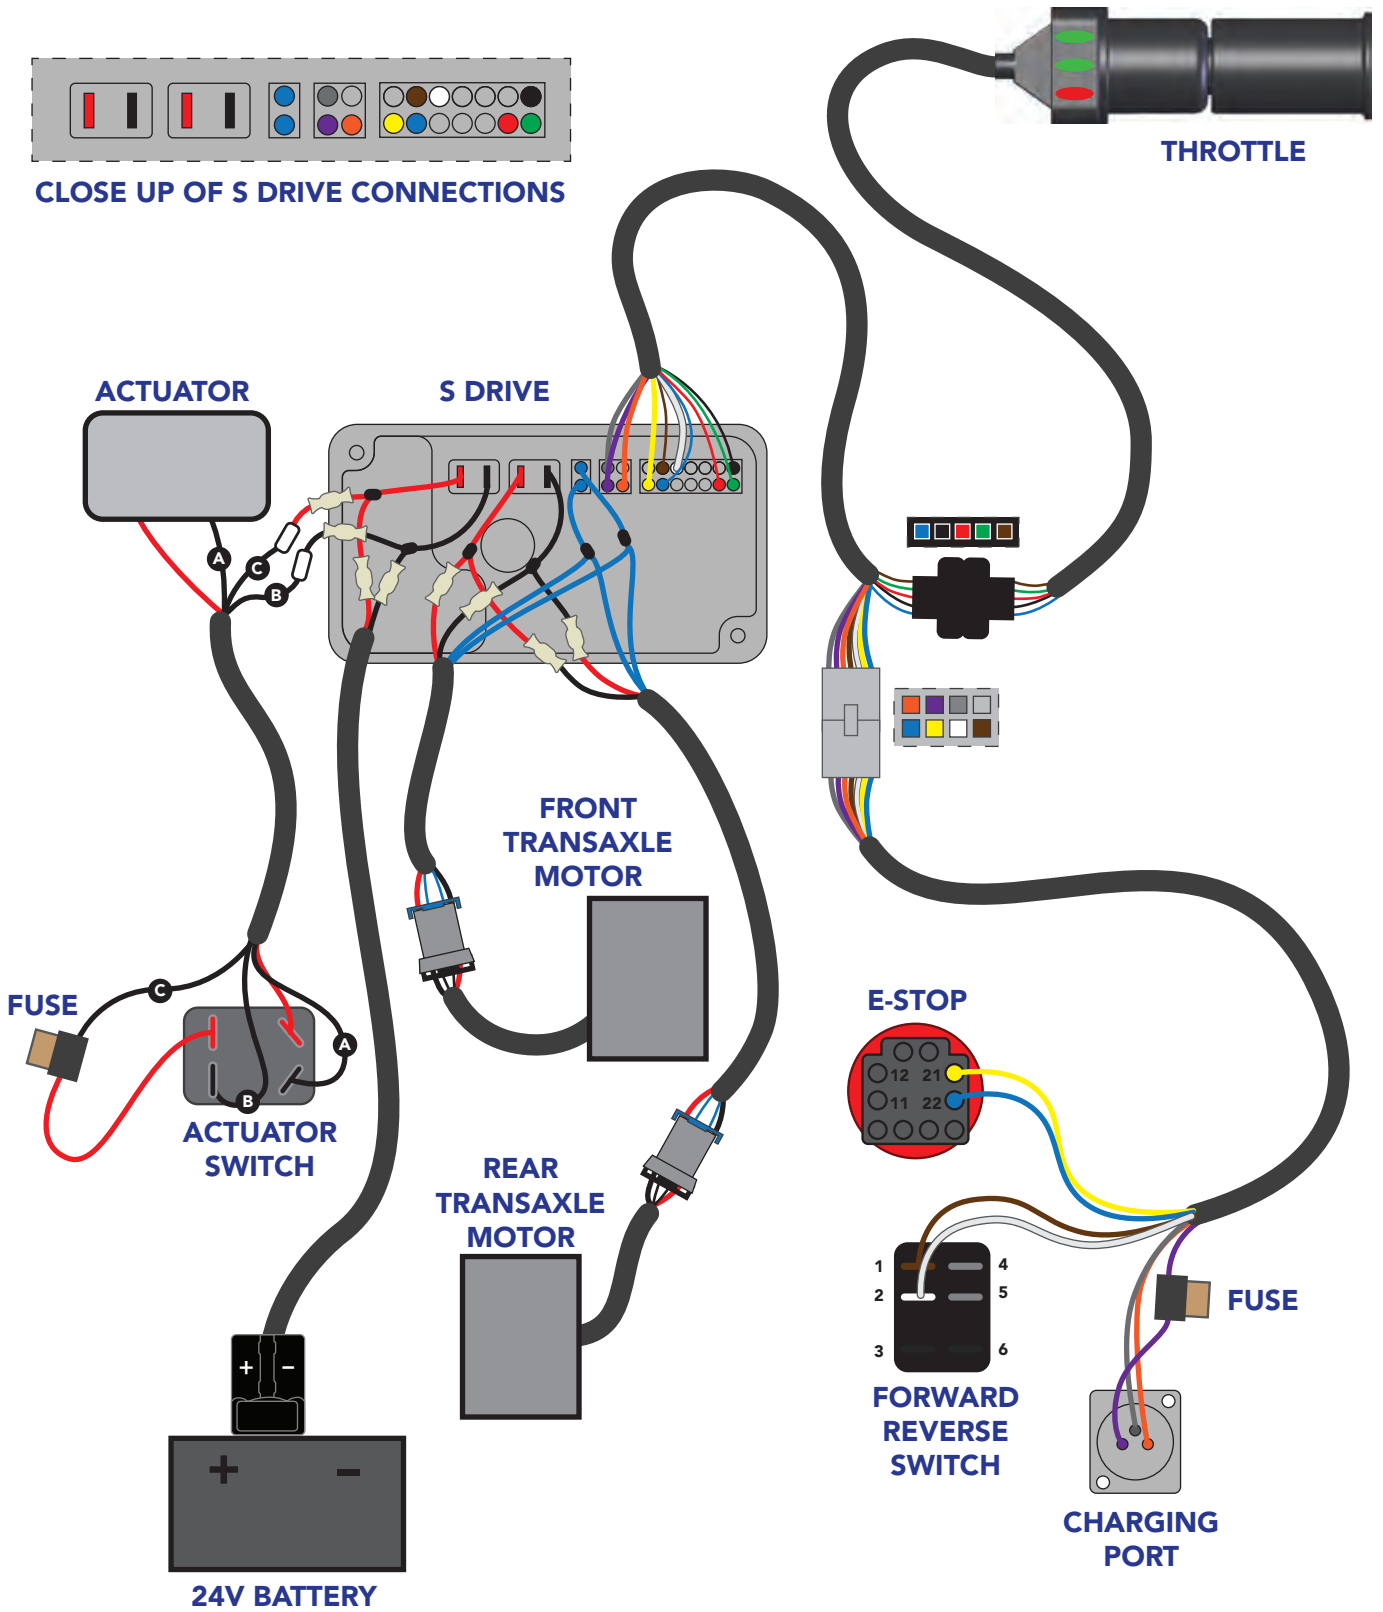 THROTTLE
CLOSE UP OF S DRIVE CONNECTIONS
ACTUATOR
S DRIVE
A
C
B
FRONT
TRANSAXLE
MOTOR
C
FUSE
A
B
ACTUATOR
SWITCH
E-STOP
12 21
11 22
REAR
TRANSAXLE
MOTOR
1 4
2 5
3 6
FUSE
FORWARD
REVERSE
SWITCH
+ −
+ −
24V BATTERY
CHARGING
PORT